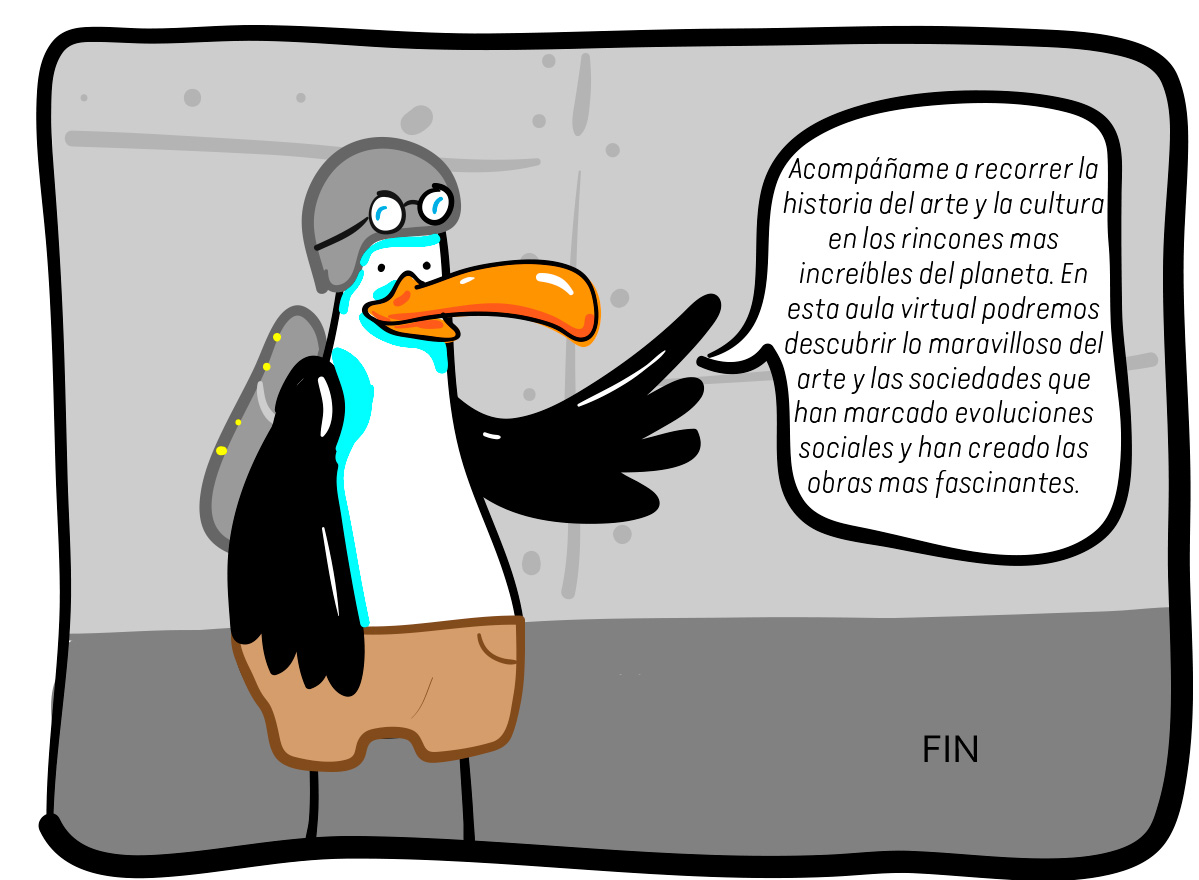 Acompáñame a recorrer la
historia del arte y la cultura
en los rincones mas
increíbles del planeta. En
esta aula virtual podremos
descubrir lo maravilloso del
arte y las sociedades que
han marcado evoluciones
sociales y han creado las
obras mas fascinantes.
FIN